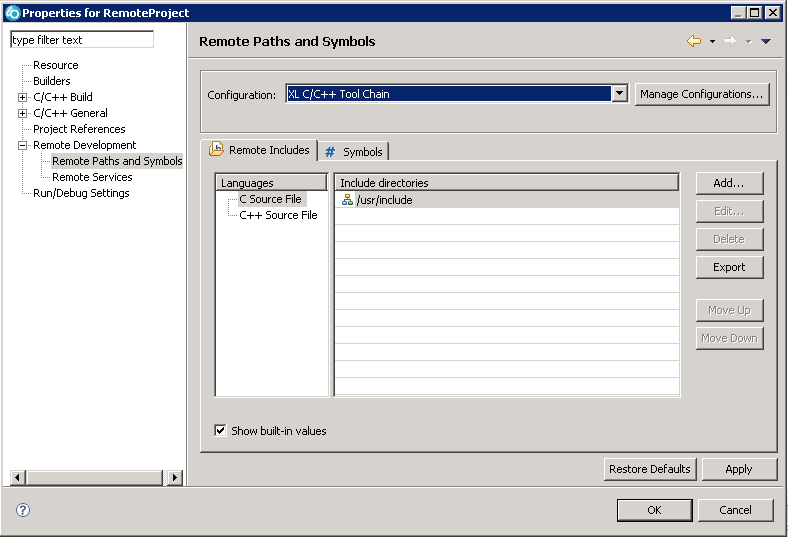 Properties for RemoteProject
type filter text
Resource
Builders
C/C++ Build
C/C++ General
Project References
Remote Development
Remote Paths and Symbols
Remote Services
Run/Debug Settings
Remote Paths and Symbols
Configuration: XL C/C++ Tool Chain Manage Configurations...
Remote Includes # Symbols
Languages Include directories
C Source File /usr/include
C++ Source File
Add...
Edit...
Delete
Export
Move Up
Move Down
Show built-in values
Restore Defaults Apply
? OK Cancel